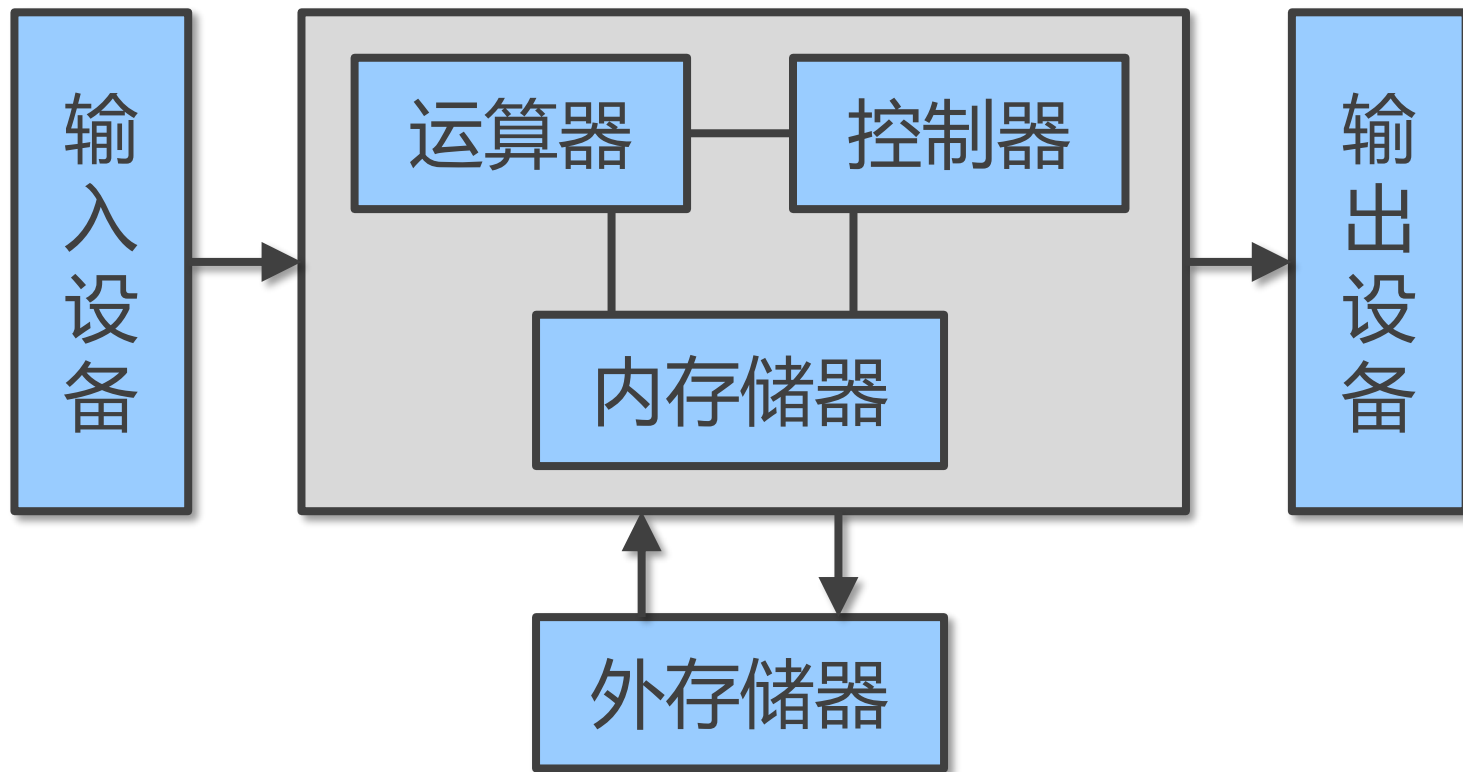 输入设备
运算器
控制器
内存储器
输出设备
外存储器